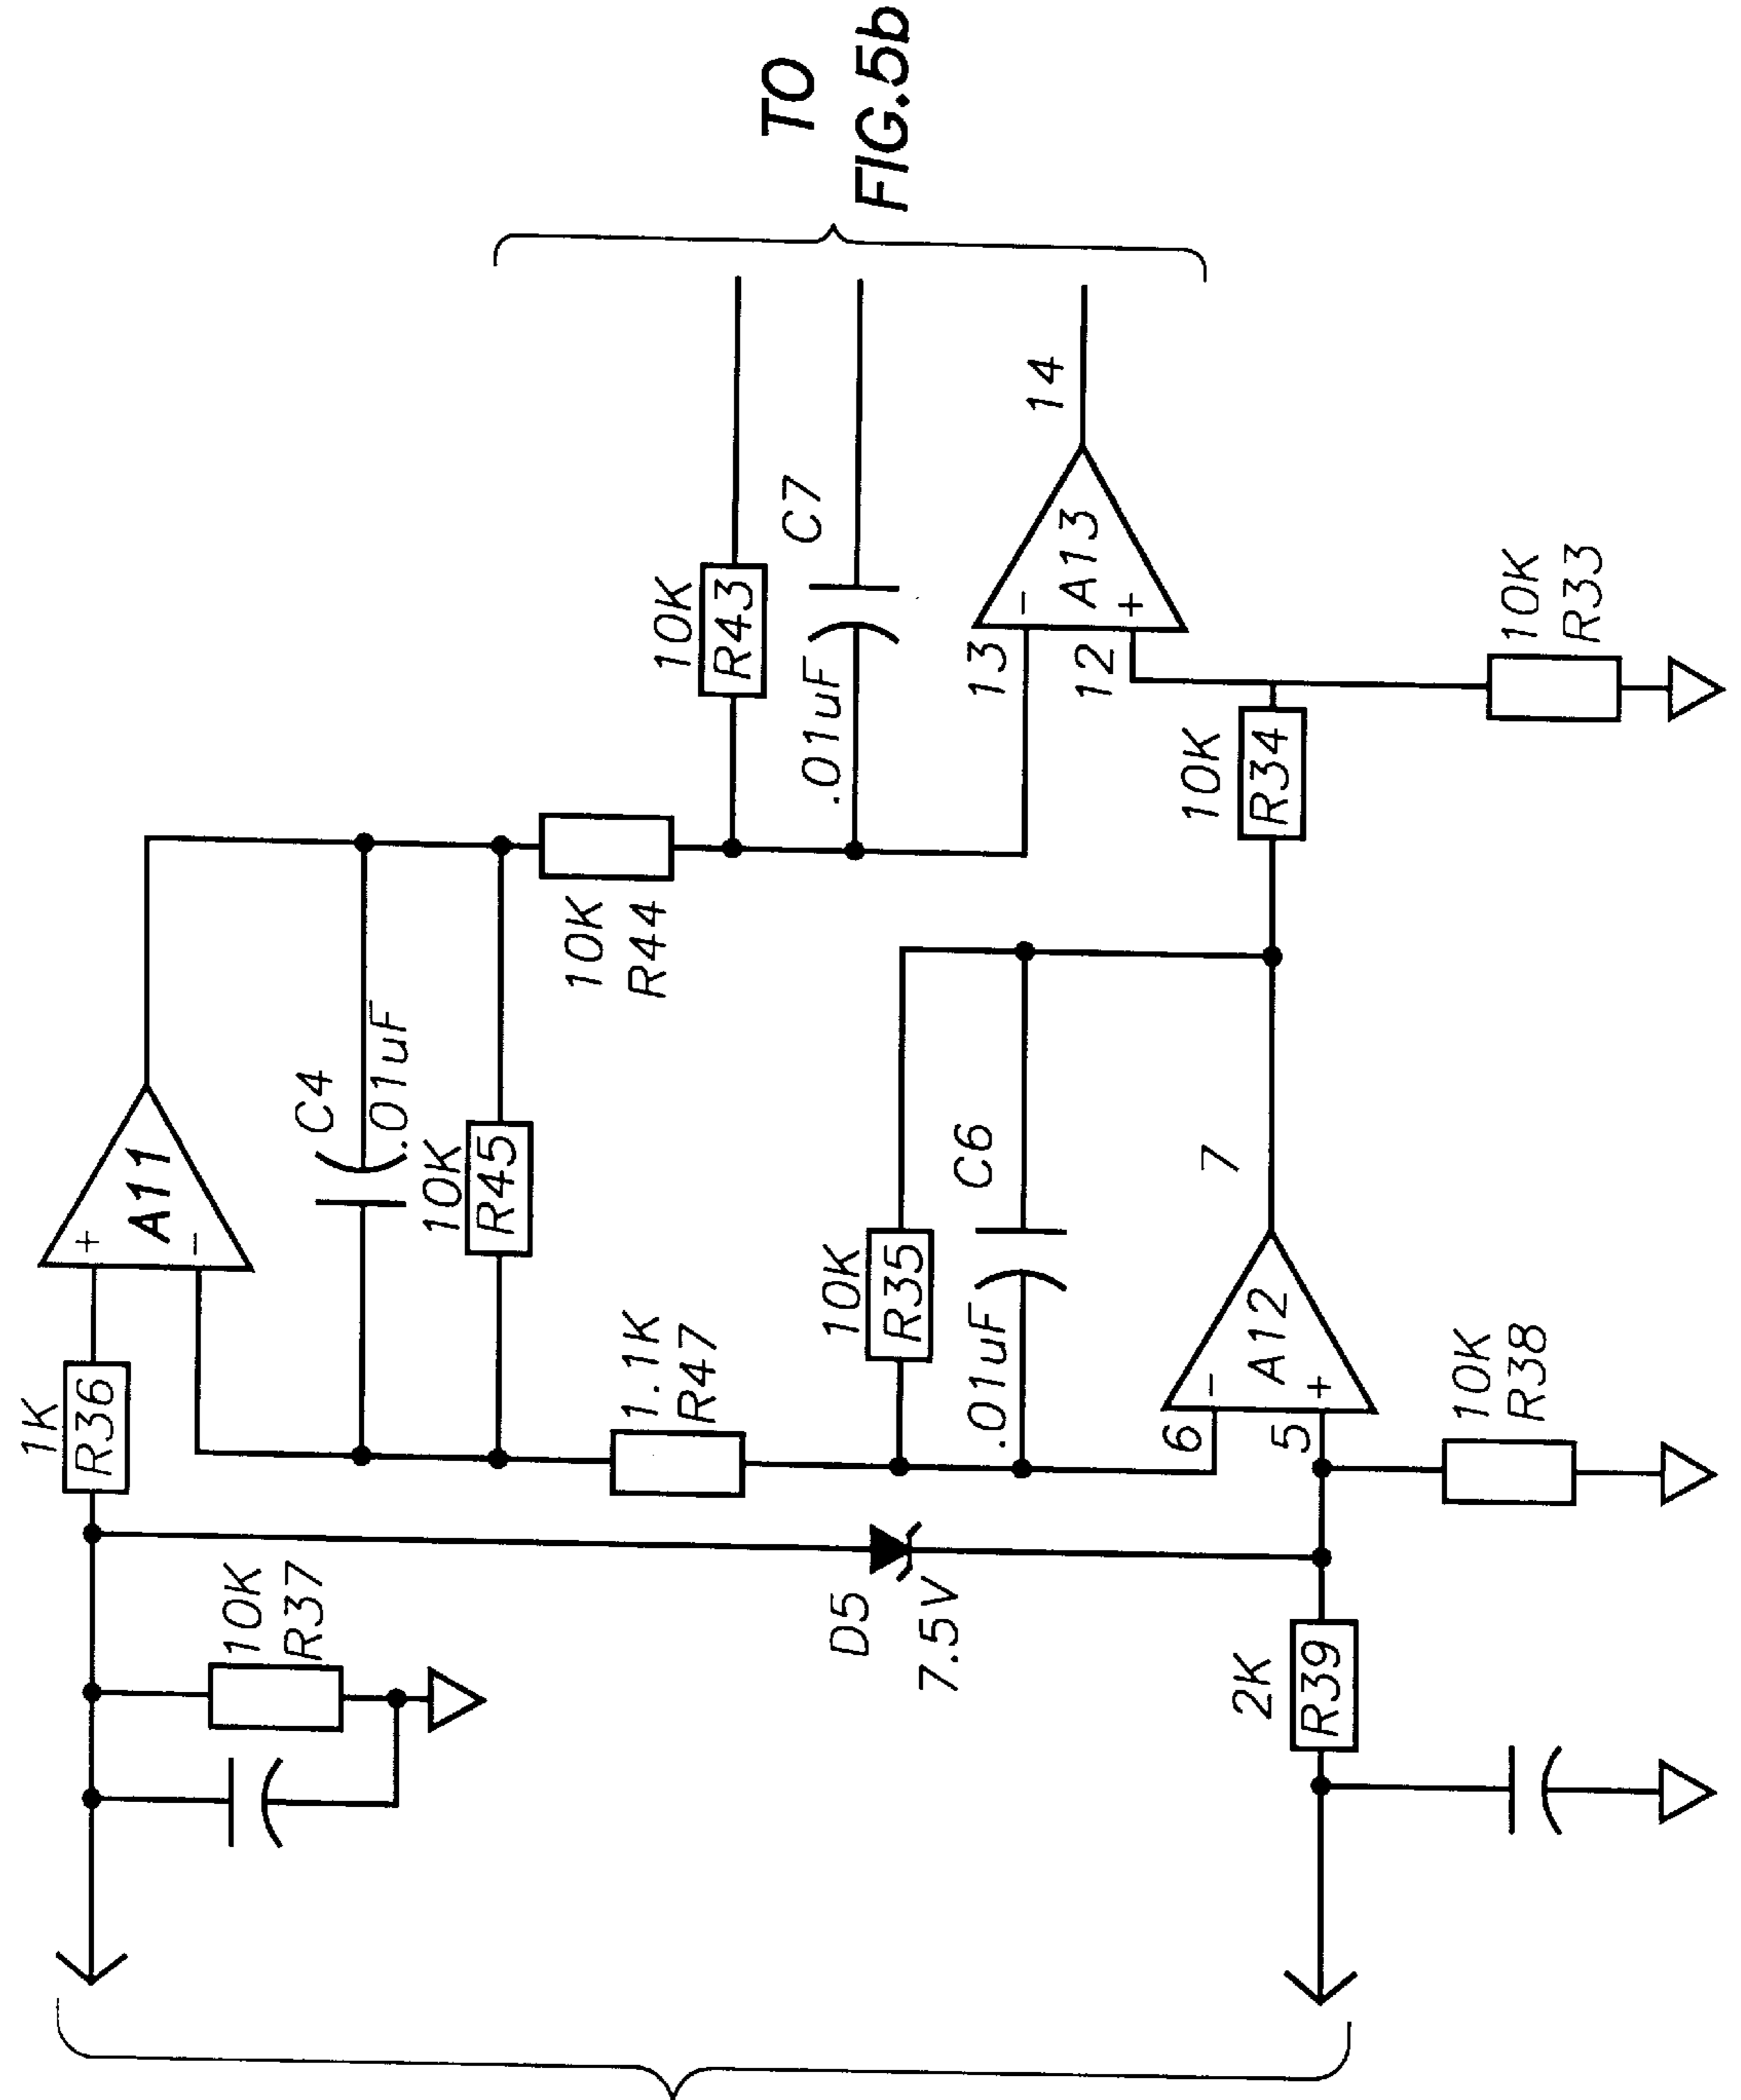 TO
FIG.5b
1K
R36
+
A11
-
10K
R37
C4
.01uF
10K
R45
10K
R44
1.1K
R47
10K
R43
C7
.01uF
D5
7.5V
10K
R35
C6
.01uF
13
-
A13
+
12
14
6
-
A12
+
5
7
10K
R34
2K
R39
10K
R38
10K
R33